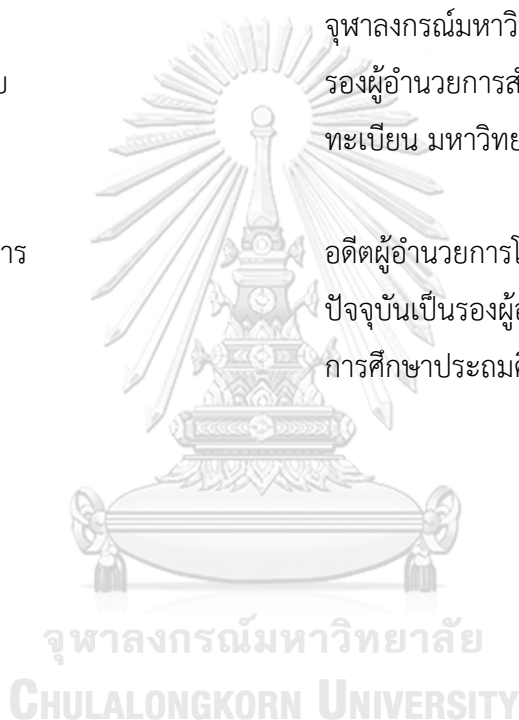 จุฬาลงกรณ์มหาวิ
รองผู้อำนวยการสำ
ทะเบียน มหาวิทย
าร
อดีตผู้อำนวยการโ
ปัจจุบันเป็นรองผู้อ
การศึกษาประถมศึ
จุฬาลงกรณ์มหาวิทยาลัย
CHULALONGKORN UNIVERSITY